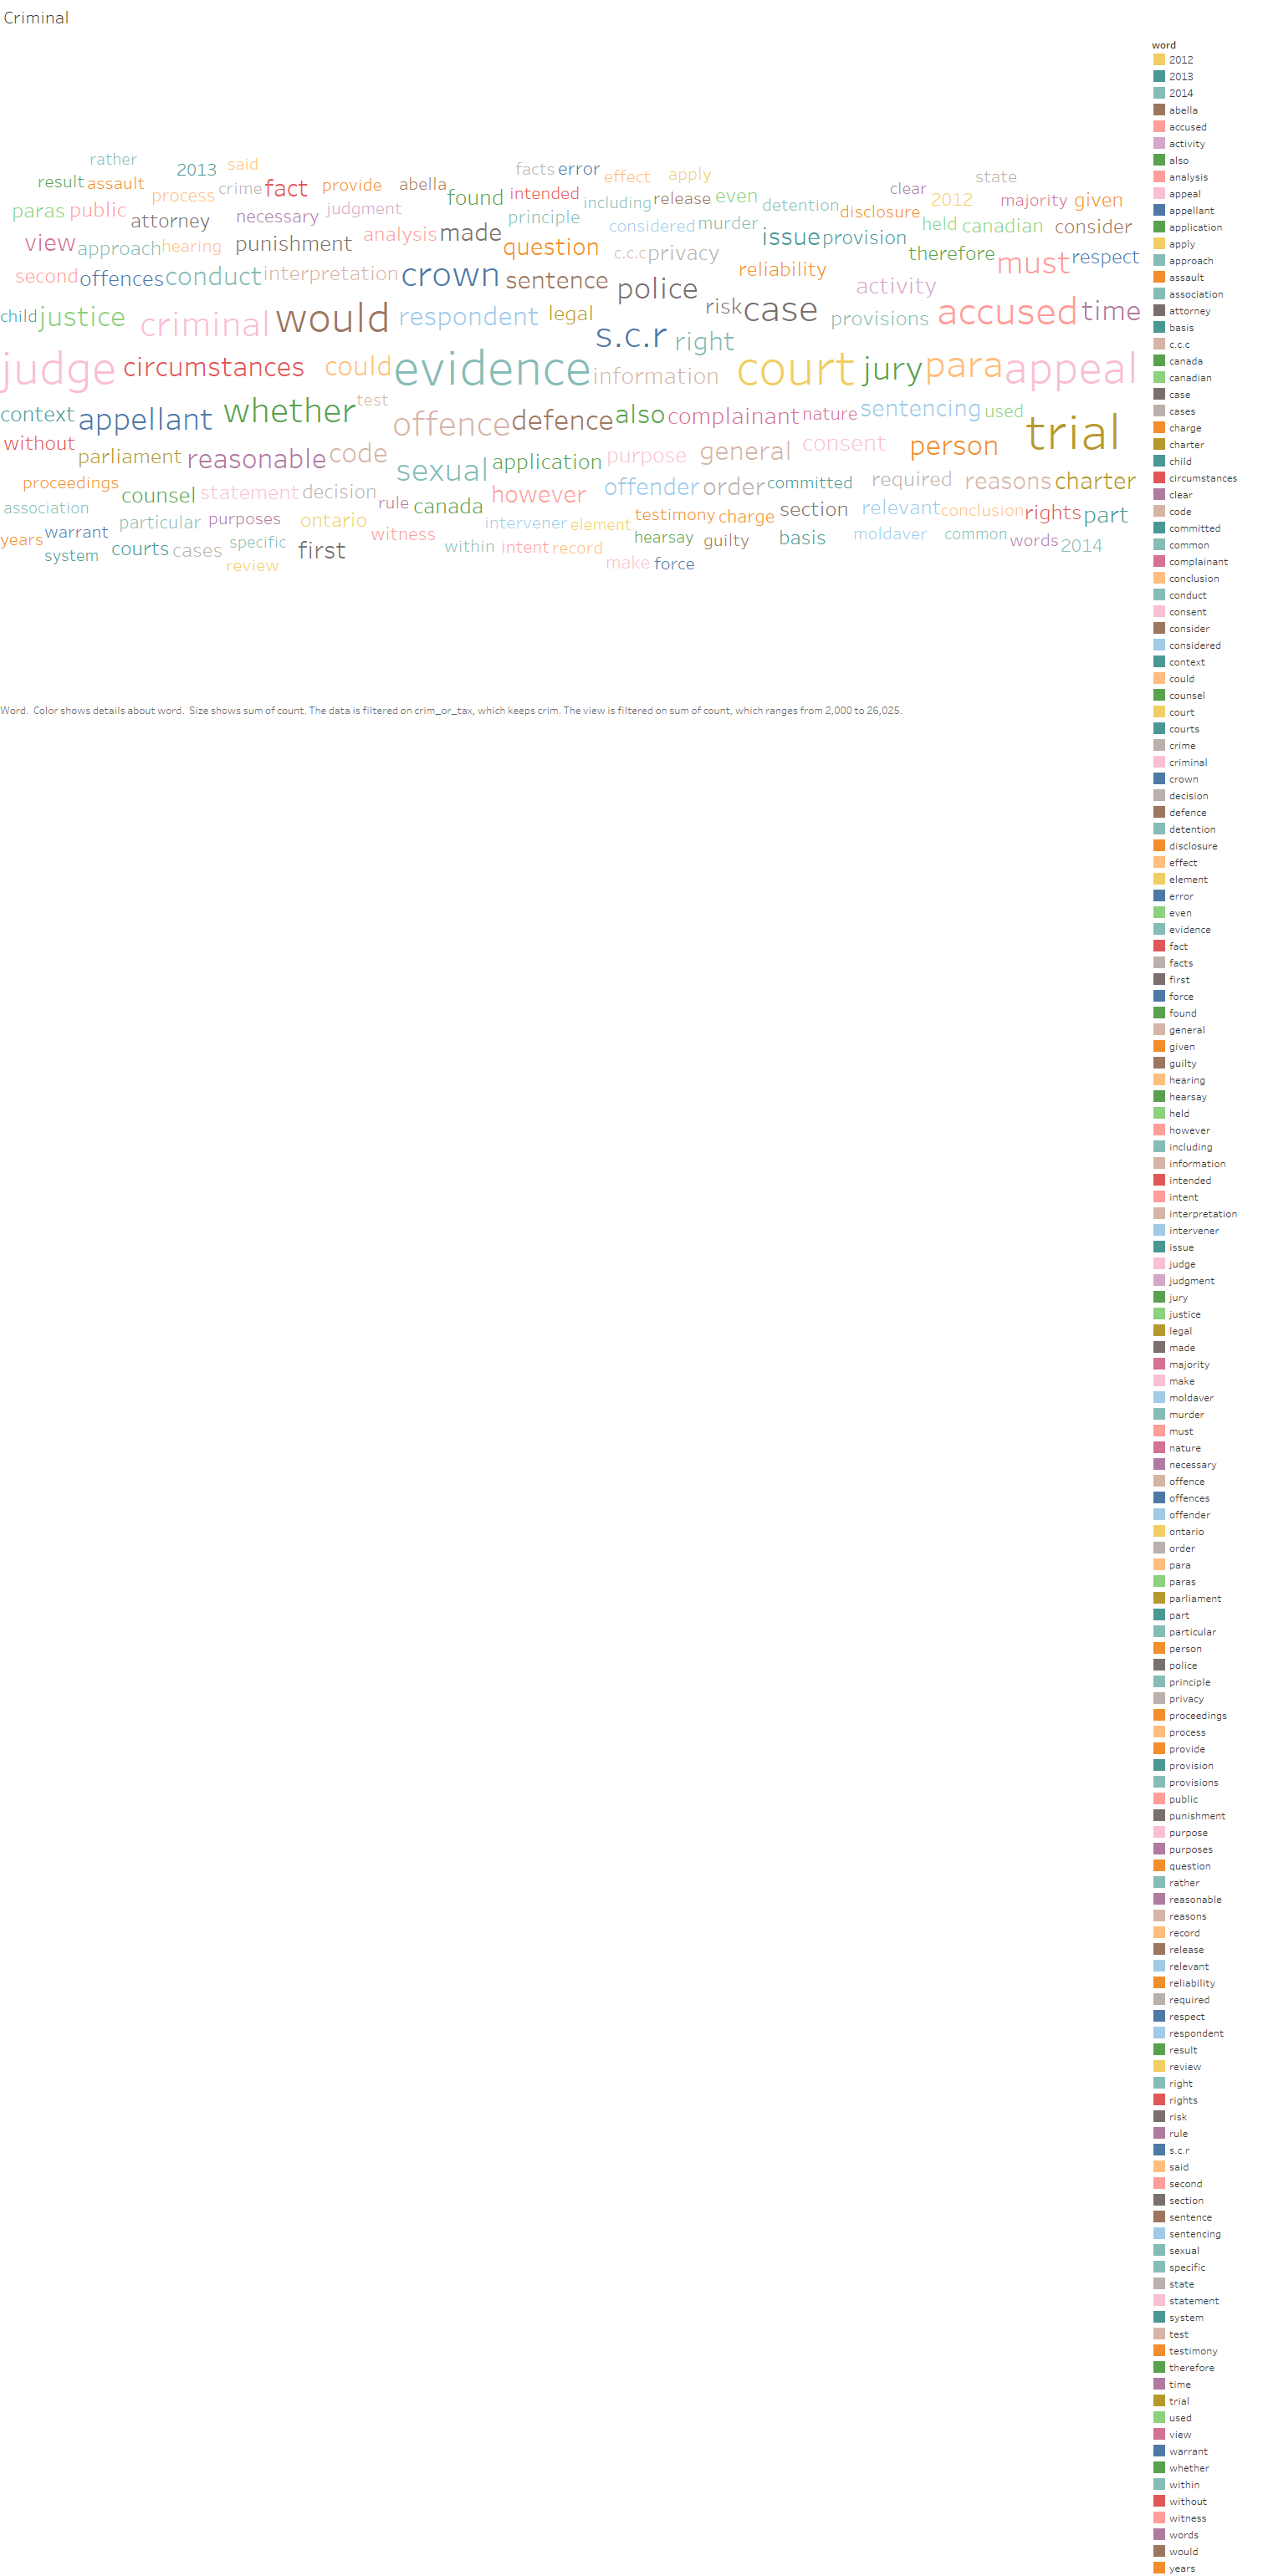 Criminal
rather 2013 said facts error effect apply state
result assault process crime fact provide abella found intended including release even clear 2012 majority given
paras public attorney necessary judgment principle considered murder detention disclosure held canadian consider
view approach hearing punishment analysis made question c.c.c privacy issue provision therefore must respect
second offences conduct interpretation crown sentence police reliability activity
child justice criminal would respondent legal s.c.r right risk case provisions accused time
judge circumstances could evidence information court jury para appeal
context appellant whether test offence defence also complainant nature sentencing used trial
without parliament reasonable code sexual application purpose general consent person
proceedings counsel statement decision rule canada however offender order committed required reasons charter
association particular purposes ontario witness intervener element testimony charge section relevant conclusion rights part
years warrant system courts cases specific first within intent record hearsay guilty basis moldaver common words 2014
review make force
Word. Color shows details about word. Size shows sum of count. The data is filtered on crim_or_tax, which keeps crim. The view is filtered on sum of count, which ranges from 2,000 to 26,025.
word
2012
2013
2014
abella
accused
activity
also
analysis
appeal
appellant
application
apply
approach
assault
association
attorney
basis
c.c.c
canada
canadian
case
cases
charge
charter
child
circumstances
clear
code
committed
common
complainant
conclusion
conduct
consent
consider
considered
context
could
counsel
court
courts
crime
criminal
crown
decision
defence
detention
disclosure
effect
element
error
even
evidence
fact
facts
first
force
found
general
given
guilty
hearing
hearsay
held
however
including
information
intended
intent
interpretation
intervener
issue
judge
judgment
jury
justice
legal
made
majority
make
moldaver
murder
must
nature
necessary
offence
offences
offender
ontario
order
para
paras
parliament
part
particular
person
police
principle
privacy
proceedings
process
provide
provision
provisions
public
punishment
purpose
purposes
question
rather
reasonable
reasons
record
release
relevant
reliability
required
respect
respondent
result
review
right
rights
risk
rule
s.c.r
said
second
section
sentence
sentencing
sexual
specific
state
statement
system
test
testimony
therefore
time
trial
used
view
warrant
whether
within
without
witness
words
would
years